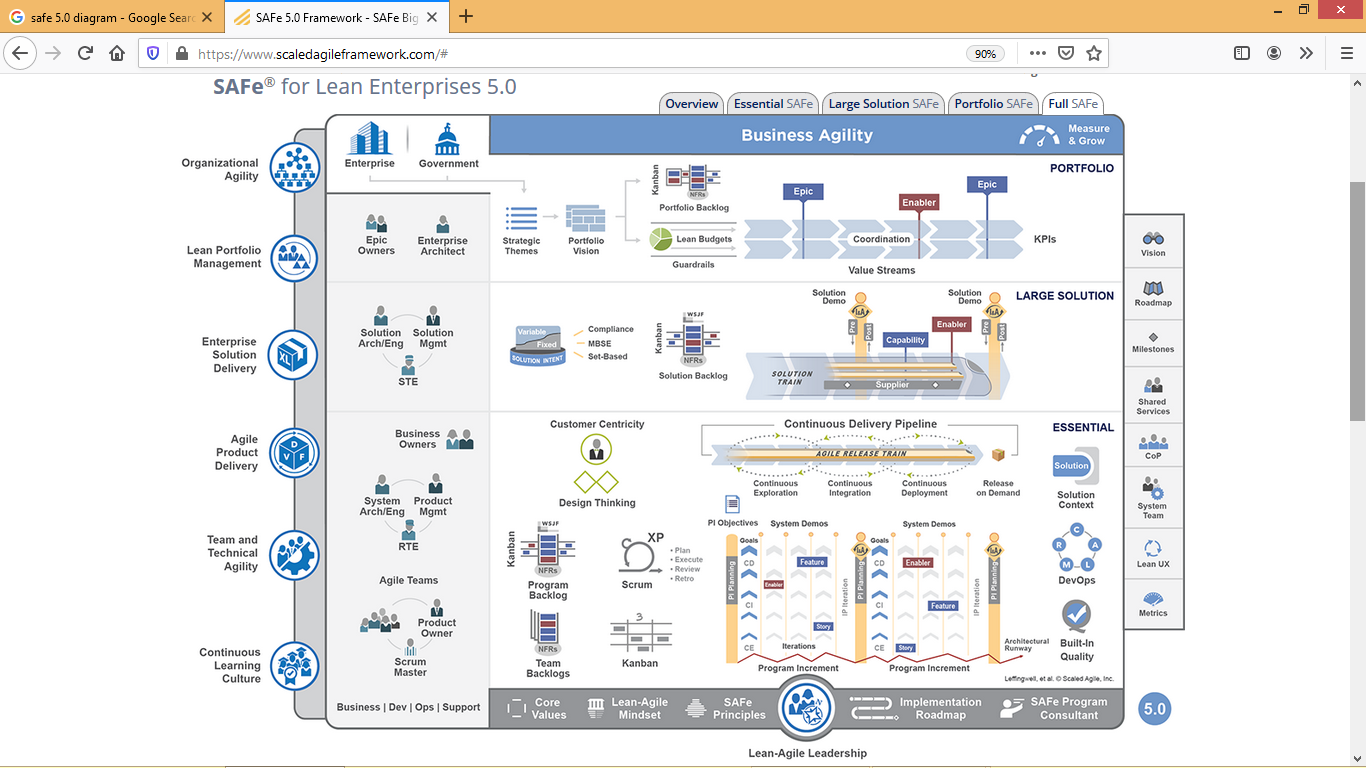 safe 5.0 diagram - Google Searc
SAFe 5.0 Framework - SAFe Big
https://www.scaledagileframework.com/#
90%
SAFe® for Lean Enterprises 5.0
Overview
Essential SAFe
Large Solution SAFe
Portfolio SAFe
Full SAFe
Organizational
Agility
Lean Portfolio
Management
Enterprise
Solution
Delivery
Agile
Product
Delivery
Team and
Technical
Agility
Continuous
Learning
Culture
Enterprise
Government
Business Agility
Measure
& Grow
PORTFOLIO
Epic
Owners
Enterprise
Architect
Strategic
Themes
Portfolio
Vision
Kanban
NFRs
Portfolio Backlog
Lean Budgets
Guardrails
Epic
Enabler
Epic
Coordination
KPIs
Value Streams
LARGE SOLUTION
Solution
Arch/Eng
Solution
Mgmt
STE
Variable
Fixed
SOLUTION INTENT
Compliance
MBSE
Set-Based
WSJF
Kanban
NFRs
Solution Backlog
Solution
Demo
I&A
Pre
Post
Solution
Demo
I&A
Pre
Post
Capability
Enabler
SOLUTION
TRAIN
Supplier
ESSENTIAL
Business
Owners
System
Arch/Eng
Product
Mgmt
RTE
Agile Teams
Product
Owner
Scrum
Master
Business | Dev | Ops | Support
Customer Centricity
Design Thinking
WSJF
Kanban
NFRs
Program
Backlog
XP
• Plan
• Execute
• Review
• Retro
Scrum
NFRs
Team
Backlogs
3
Kanban
Continuous Delivery Pipeline
AGILE RELEASE TRAIN
Continuous
Exploration
Continuous
Integration
Continuous
Deployment
Release
on Demand
PI Objectives
System Demos
System Demos
Goals
CD
CI
CE
PI Planning
Feature
Enabler
Story
Iterations
IP Iteration
I&A
PI Planning
Goals
CD
CI
CE
Enabler
Feature
Story
IP Iteration
I&A
PI Planning
Program Increment
Program Increment
Architectural
Runway
Solution
Solution
Context
C
A
L
M
R
DevOps
Built-In
Quality
Leffingwell, et al. © Scaled Agile, Inc.
Vision
Roadmap
Milestones
Shared
Services
CoP
System
Team
Lean UX
Metrics
XL
D
V
F
Core
Values
Lean-Agile
Mindset
SAFe
Principles
N
Implementation
Roadmap
SAFe Program
Consultant
5.0
Lean-Agile Leadership